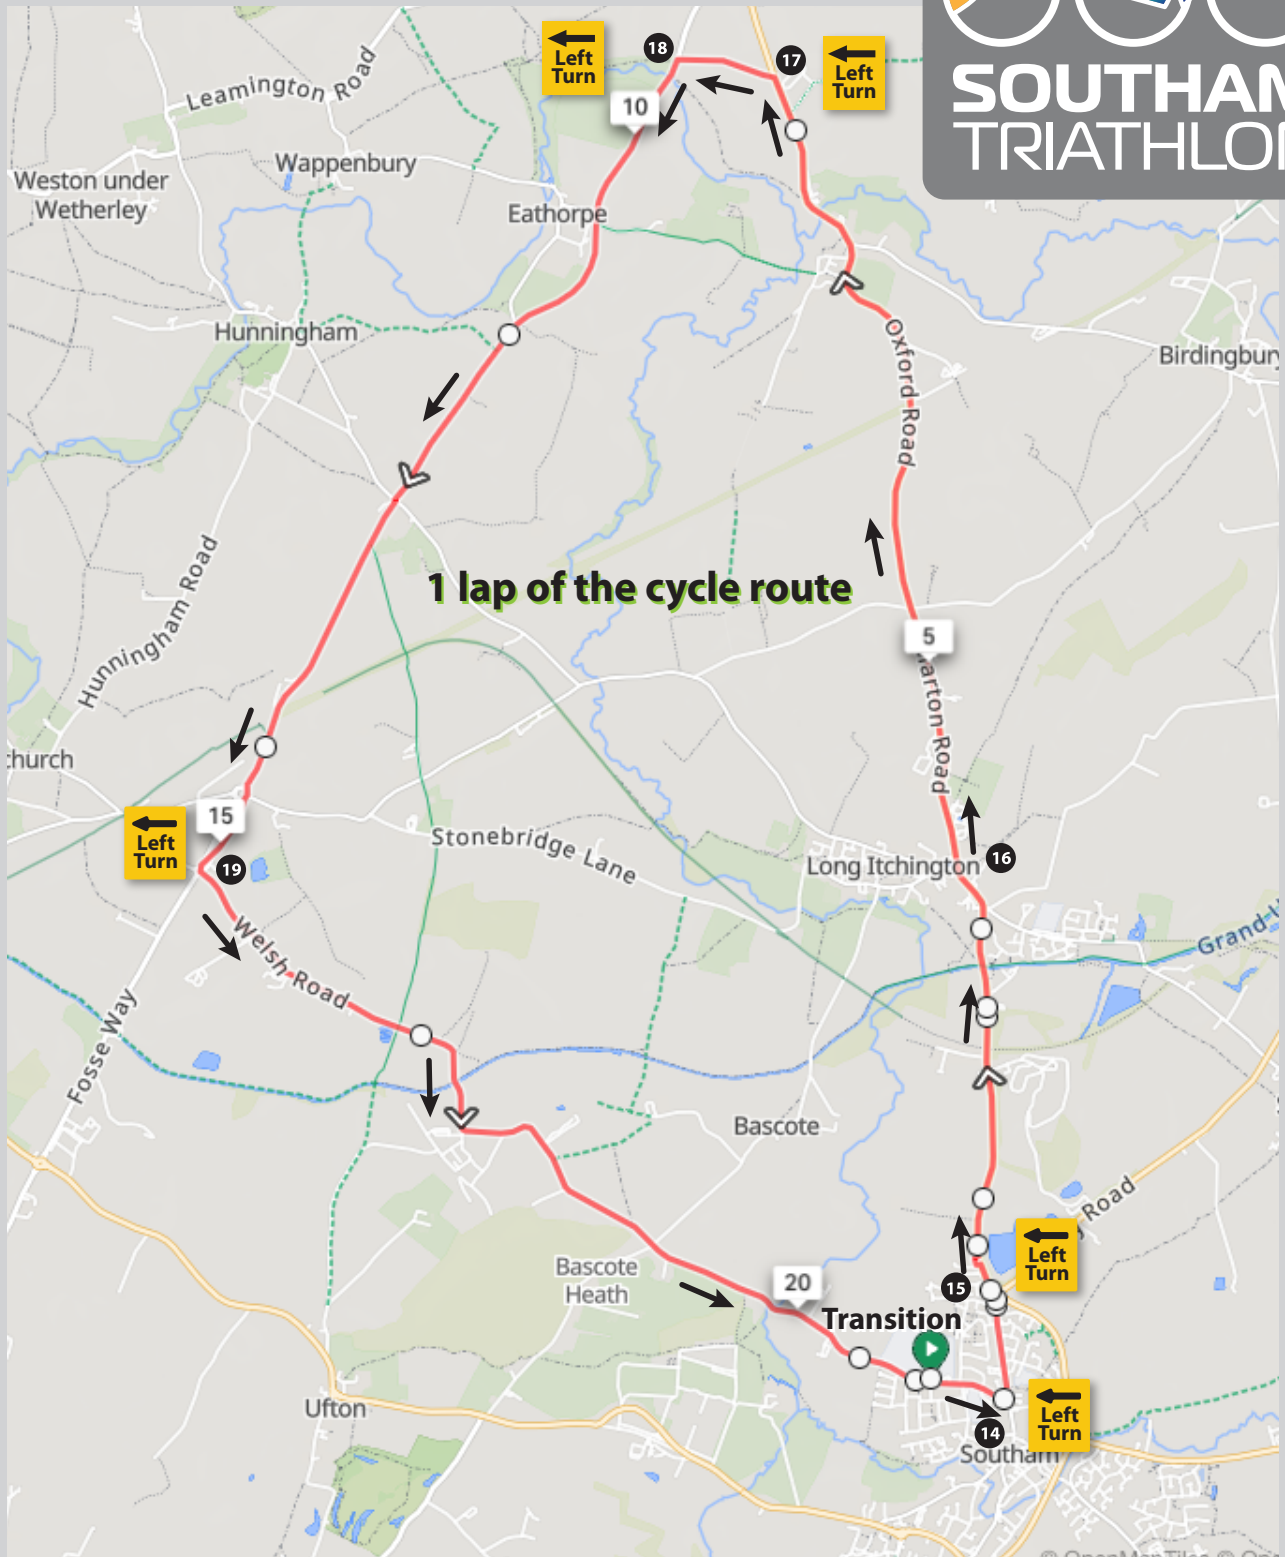 SOUTHAM
TRIATHLON
Left
Turn
18
17
Left
Turn
10
Leamington Road
Wappenbury
Weston under
Wetherley
Eathorpe
Hunningham
Oxford Road
Birdingbury
Hunningham Road
1 lap of the cycle route
5
church
15
Left
Turn
19
Stonebridge Lane
Long Itchington
16
Welsh Road
Grand
Fosse Way
Bascote
Road
Left
Turn
Bascote
Heath
20
15
Transition
Ufton
14
Left
Turn
Southam